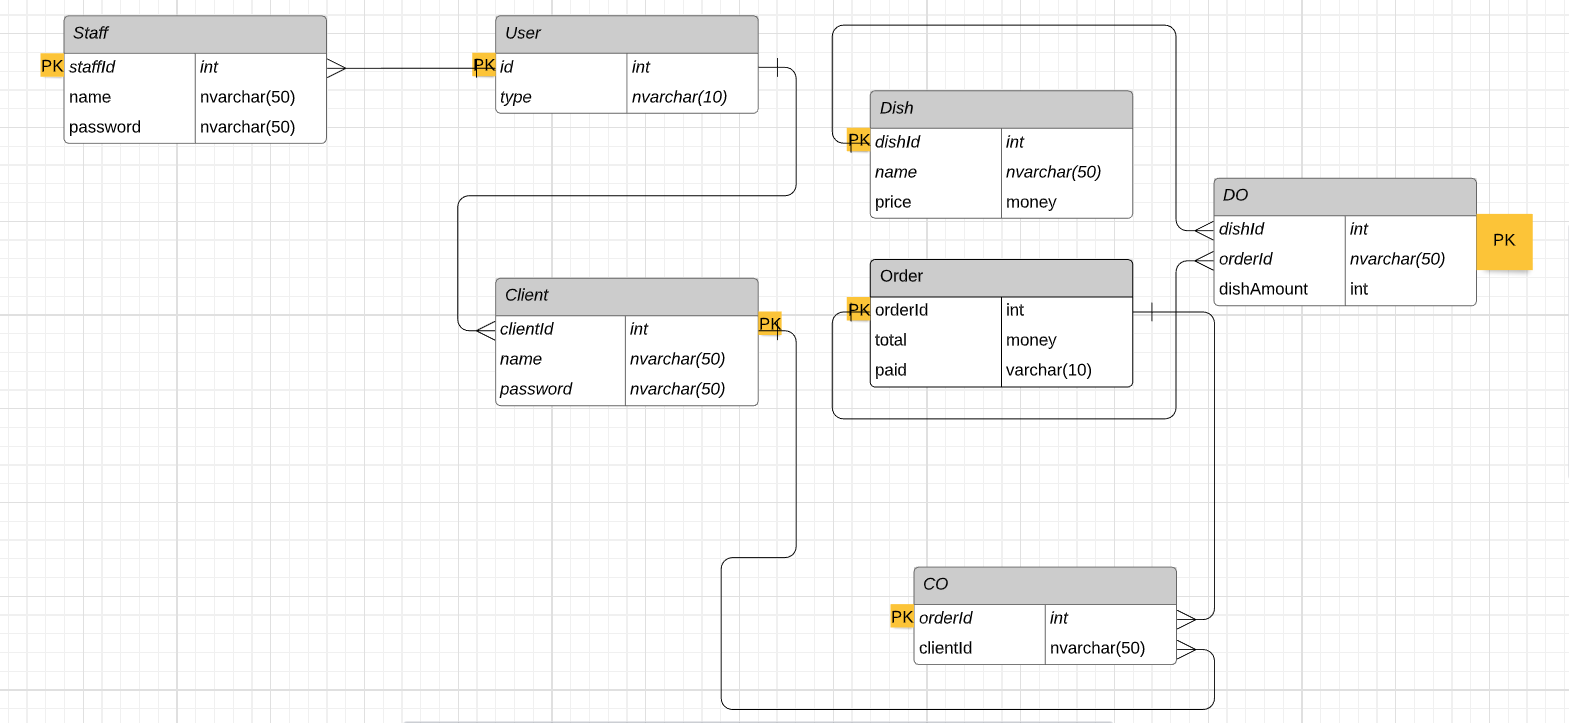 Staff
PK staffId int
name nvarchar(50)
password nvarchar(50)
User
PK id int
type nvarchar(10)
Dish
PK dishId int
name nvarchar(50)
price money
DO
dishId int
PK
orderId nvarchar(50)
dishAmount int
Order
PK orderId int
total money
paid varchar(10)
Client
clientId int PK
name nvarchar(50)
password nvarchar(50)
CO
PK orderId int
clientId nvarchar(50)